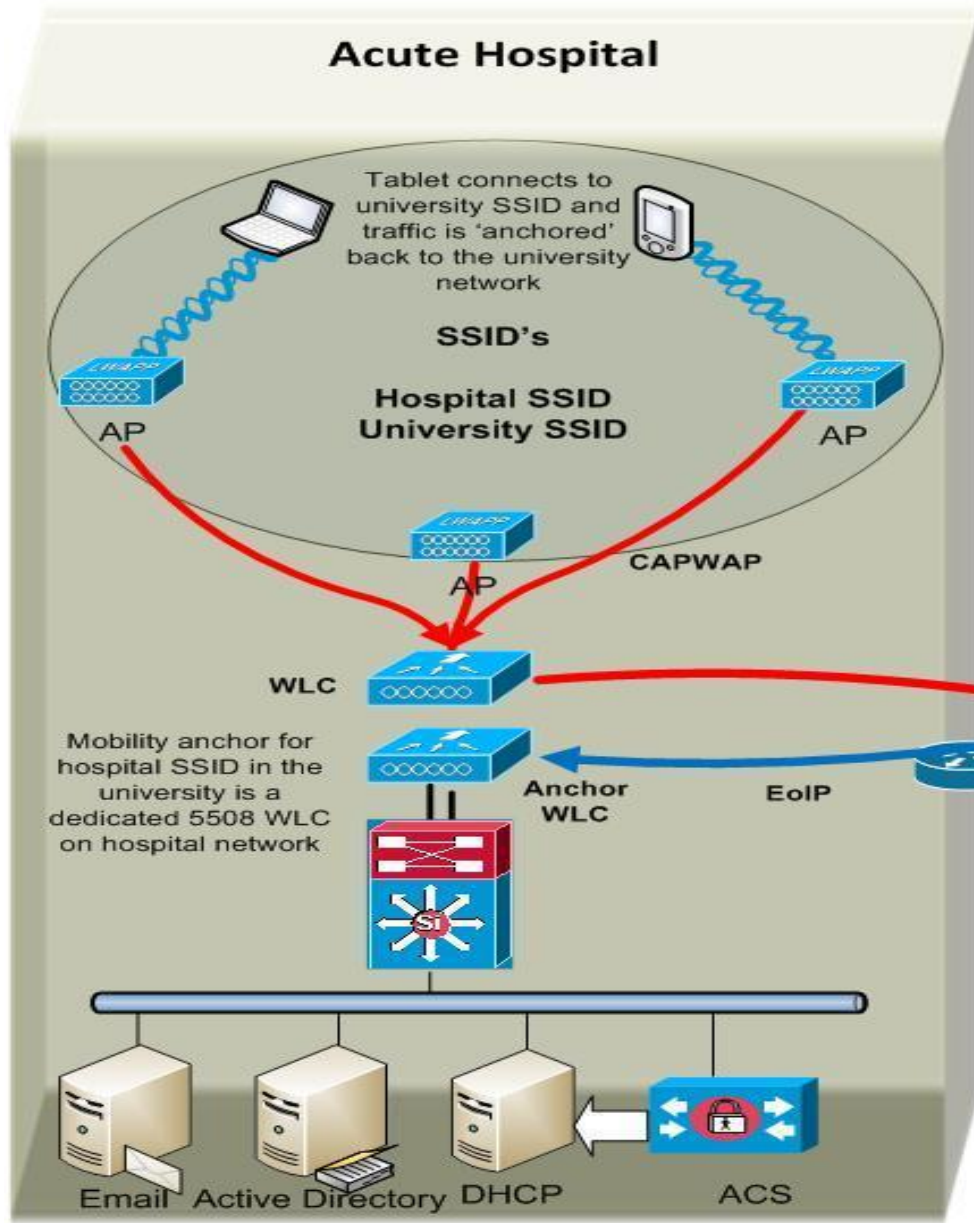 Acute Hospital
Tablet connects to
university SSID and
traffic is ‘anchored’
back to the university
network
SSID's
Hospital SSID
University SSID
LWAPP
AP
LWAPP
AP
LWAPP
AP
CAPWAP
WLC
Mobility anchor for
hospital SSID in the
university is a
dedicated 5508 WLC
on hospital network
Anchor
WLC
EoIP
Si
Email
Active Directory
DHCP
ACS